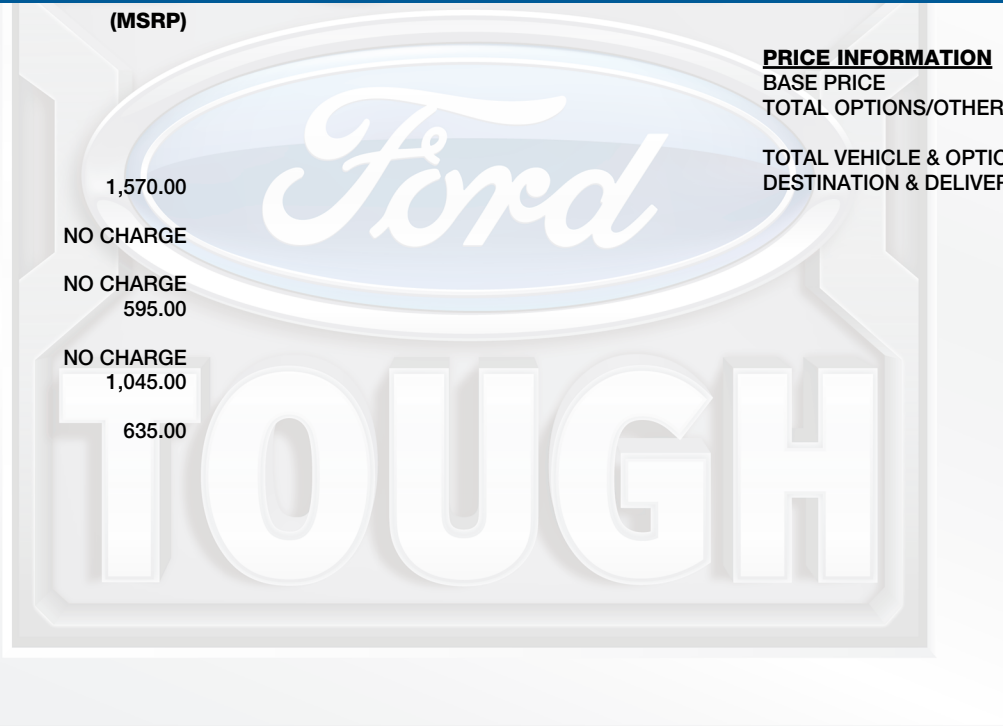 (MSRP)
1,570.00
NO CHARGE
NO CHARGE
595.00
NO CHARGE
1,045.00
635.00
PRICE INFORMATION
BASE PRICE
TOTAL OPTIONS/OTHER
TOTAL VEHICLE & OPTIO
DESTINATION & DELIVER
Ford
TOUGH